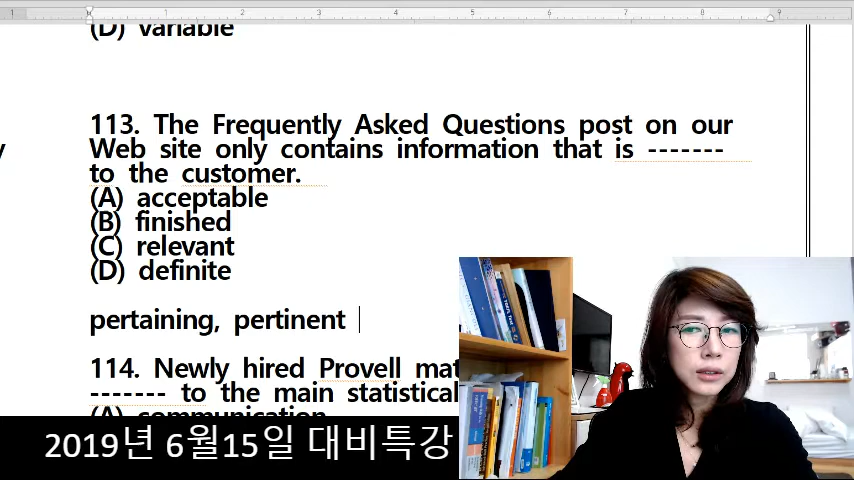 (D) variable
113. The Frequently Asked Questions post on our
Web site only contains information that is -------
to the customer.
(A) acceptable
(B) finished
(C) relevant
(D) definite
pertaining, pertinent
114. Newly hired Provell mat
------- to the main statistical
(A) communication
2019년 6월15일 대비특강